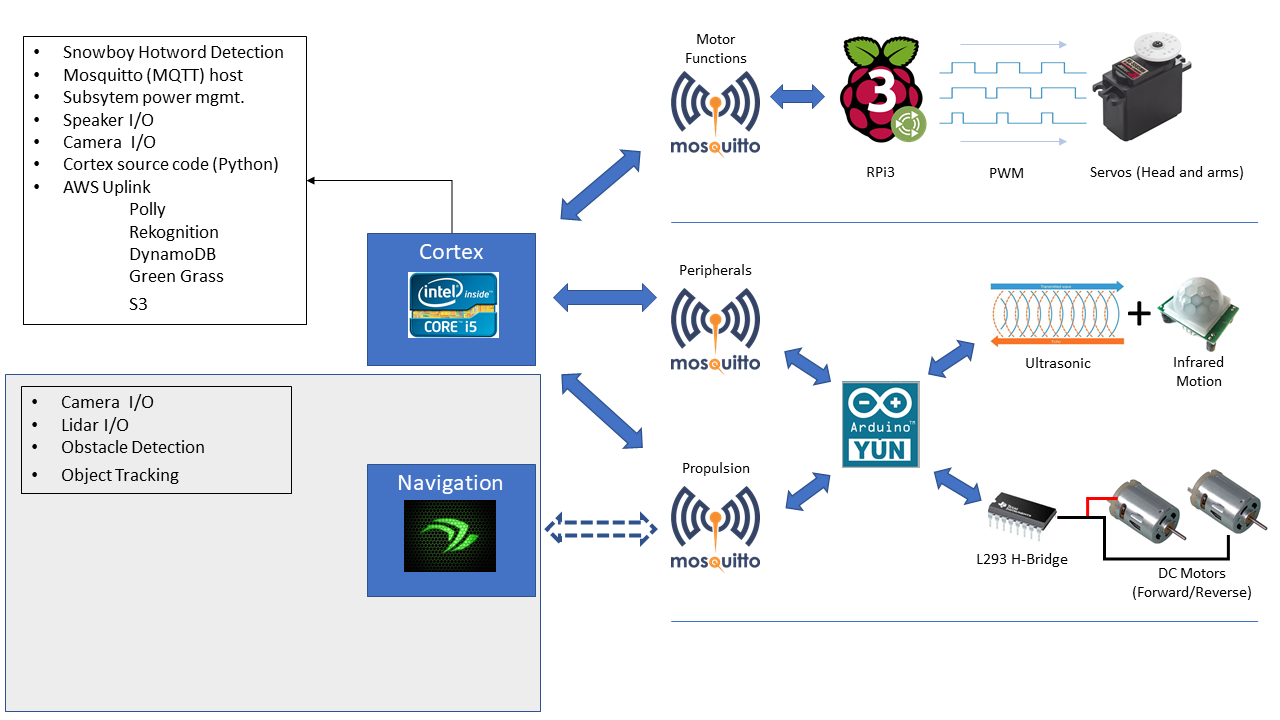 • Snowboy Hotword Detection
• Mosquitto (MQTT) host
• Subsytem power mgmt.
• Speaker I/O
• Camera I/O
• Cortex source code (Python)
• AWS Uplink
Polly
Rekognition
DynamoDB
Green Grass
S3
Cortex
intel inside™
CORE i5
• Camera I/O
• Lidar I/O
• Obstacle Detection
• Object Tracking
Navigation
Motor
Functions
mosquitto
3
RPi3
PWM
Servos (Head and arms)
Peripherals
mosquitto
Ultrasonic
+
Infrared
Motion
Arduino™
YÚN
Propulsion
mosquitto
L293 H-Bridge
DC Motors
(Forward/Reverse)